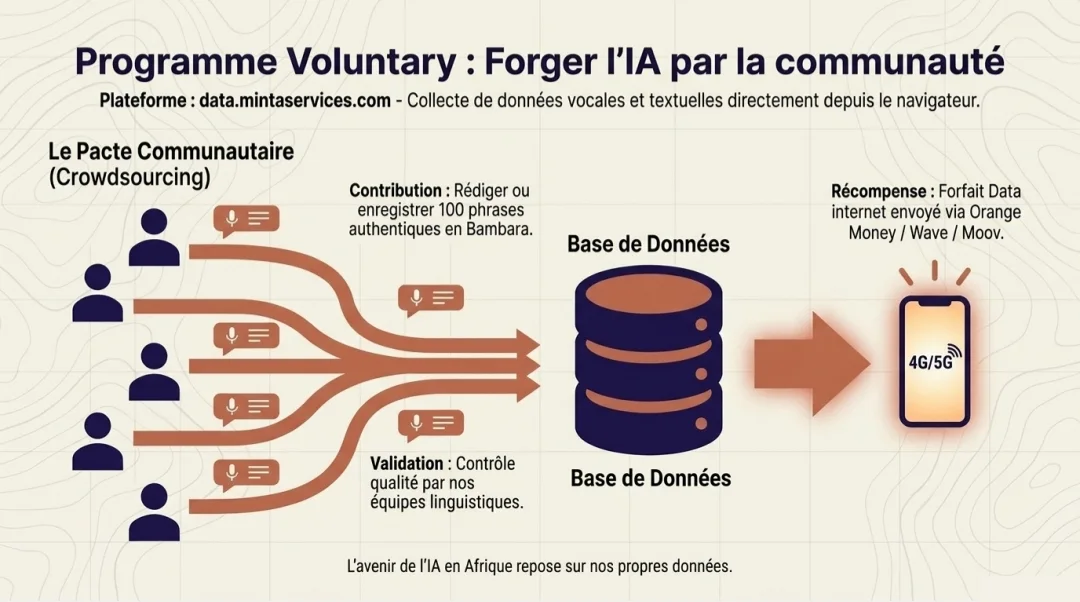 Programme Voluntary : Forger l’IA par la communauté
Plateforme : data.mintaservices.com - Collecte de données vocales et textuelles directement depuis le navigateur.
Le Pacte Communautaire
(Crowdsourcing)
Contribution : Rédiger ou
enregistrer 100 phrases
authentiques en Bambara.
Validation : Contrôle
qualité par nos
équipes linguistiques.
Base de Données
Base de Données
Récompense : Forfait Data
internet envoyé via Orange
Money / Wave / Moov.
4G/5G
L’avenir de l’IA en Afrique repose sur nos propres données.